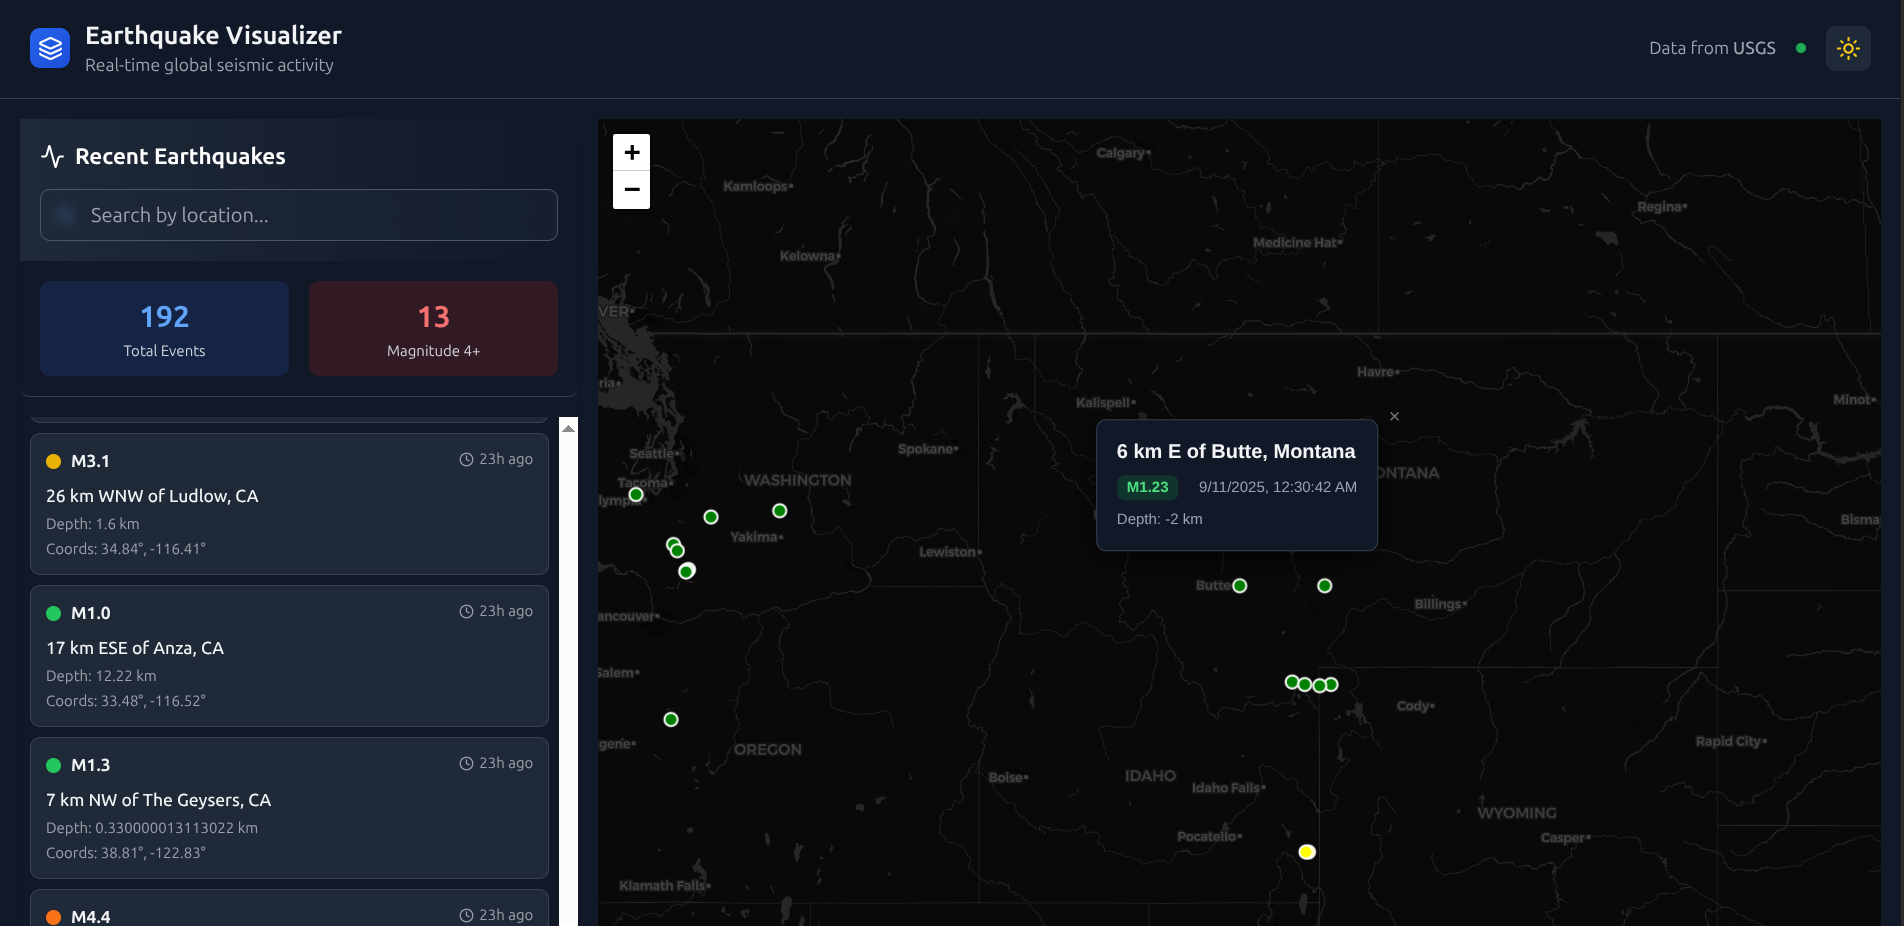 Earthquake Visualizer
Real-time global seismic activity
Data from USGS
Recent Earthquakes
Search by location...
192
Total Events
13
Magnitude 4+
M3.1
23h ago
26 km WNW of Ludlow, CA
Depth: 1.6 km
Coords: 34.84°, -116.41°
M1.0
23h ago
17 km ESE of Anza, CA
Depth: 12.22 km
Coords: 33.48°, -116.52°
M1.3
23h ago
7 km NW of The Geysers, CA
Depth: 0.330000013113022 km
Coords: 38.81°, -122.83°
M4.4
23h ago
+
−
Calgary
Kamloops
Regina
Medicine Hat
Kelowna
VER
Havre
ria
Kalispell
Minot
×
6 km E of Butte, Montana
M1.23
9/11/2025, 12:30:42 AM
Depth: -2 km
Spokane
Seattle
ONTANA
WASHINGTON
Tacoma
lympia
Bisma
Yakima
Lewiston
Butte
Billings
ancouver
Salem
Cody
gene
Rapid City
OREGON
Boise
IDAHO
Idaho Falls
WYOMING
Pocatello
Casper
Klamath Falls